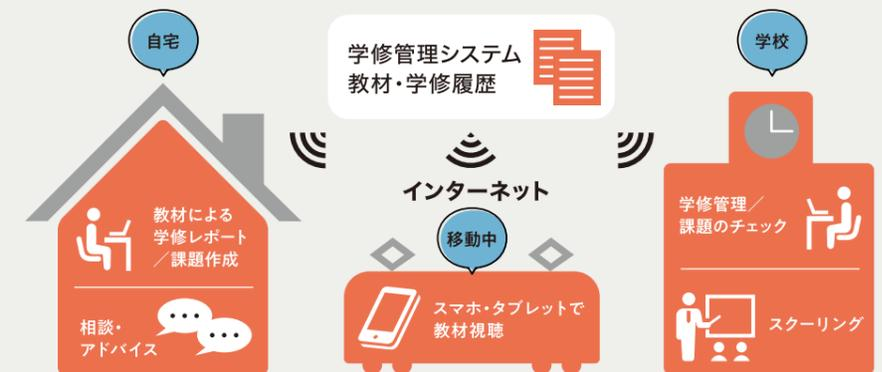 自宅
学修管理システム
教材・学修履歴
学校
インターネット
移動中
教材による
学修レポート
／課題作成
相談・
アドバイス
スマホ・タブレットで
教材視聴
学修管理／
課題のチェック
スクーリング